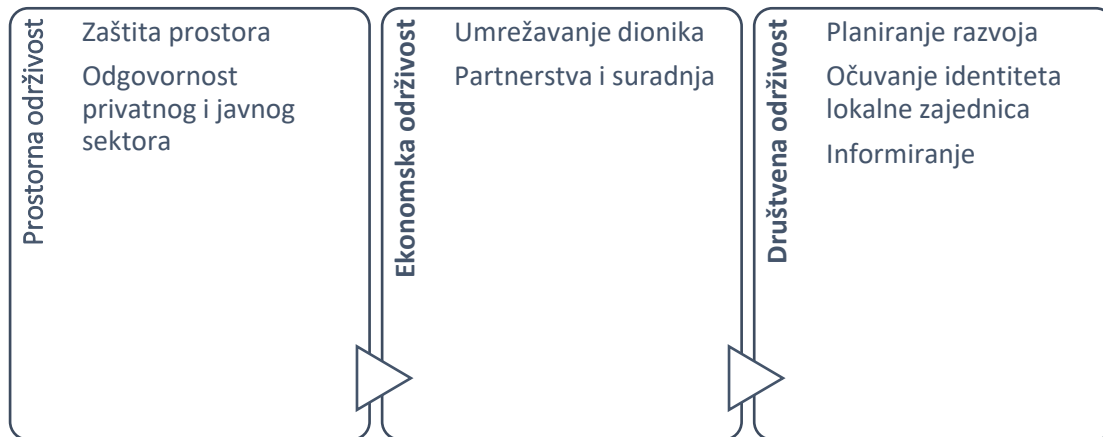 Prostorna održivost
Zaštita prostora
Odgovornost
privatnog i javnog
sektora
Ekonomska održivost
Umrežavanje dionika
Partnerstva i suradnja
Društvena održivost
Planiranje razvoja
Očuvanje identiteta
lokalne zajednica
Informiranje